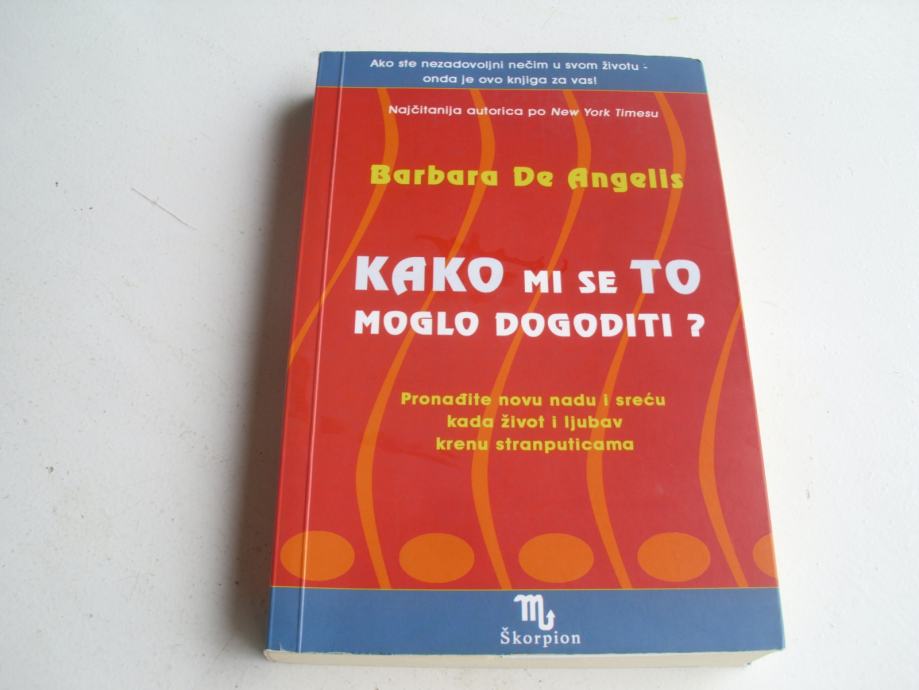 Ako ste nezadovoljni nečim u svom životu -
onda je ovo knjiga za vas!
Najčitanija autorica po New York Timesu
Barbara De Angelis
KAKO MI SE TO
MOGLO DOGODITI ?
Pronađite novu nadu i sreću
kada život i ljubav
krenu stranputicama
Škorpion